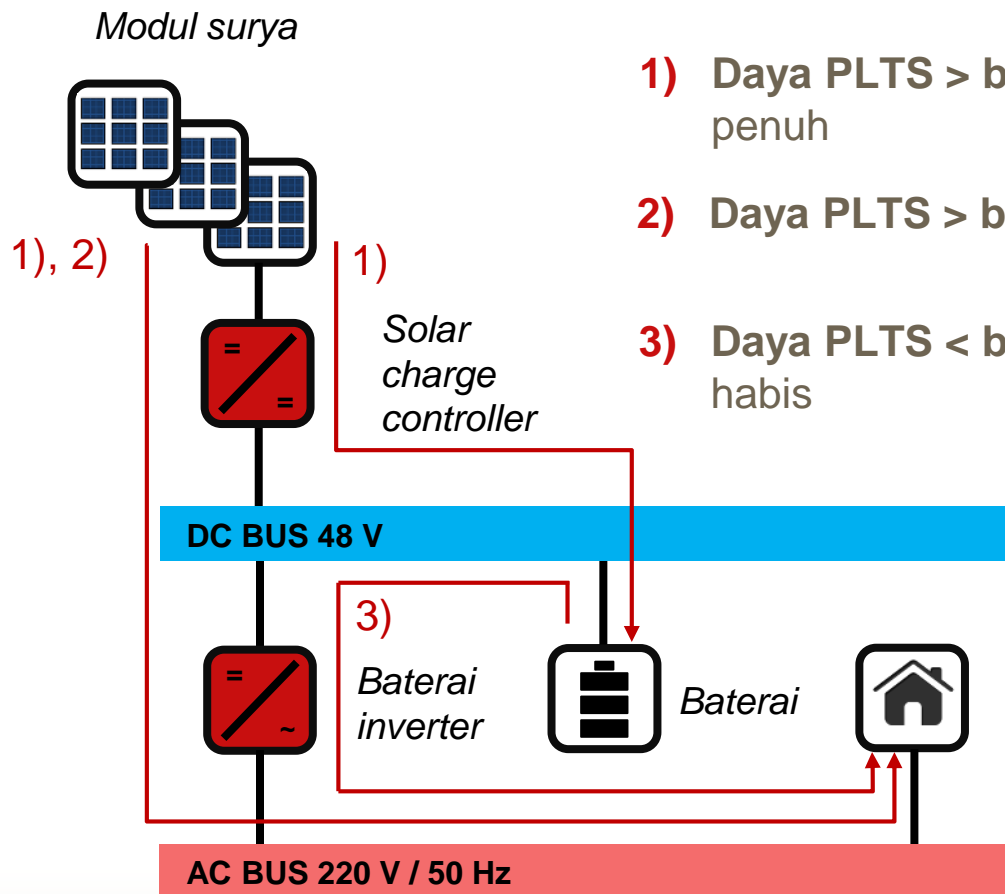 Modul surya
1) Daya PLTS > b
penuh
2) Daya PLTS > b
1), 2)
1)
Solar
charge
controller
3) Daya PLTS < b
habis
=
=
DC BUS 48 V
3)
=
~
Baterai
inverter
Baterai
AC BUS 220 V / 50 Hz